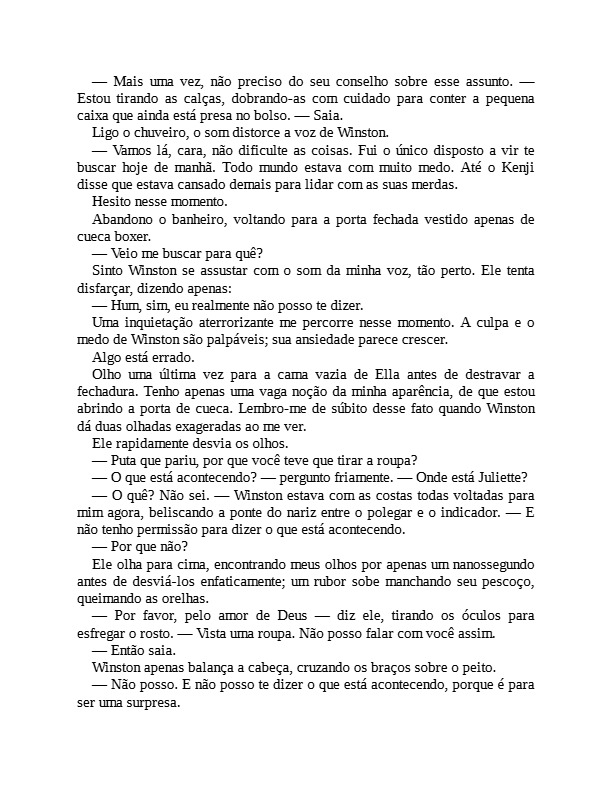 — Mais uma vez, não preciso do seu conselho sobre esse assunto. —
Estou tirando as calças, dobrando-as com cuidado para conter a pequena
caixa que ainda está presa no bolso. — Saia.
Ligo o chuveiro, o som distorce a voz de Winston.
— Vamos lá, cara, não dificulte as coisas. Fui o único disposto a vir te
buscar hoje de manhã. Todo mundo estava com muito medo. Até o Kenji
disse que estava cansado demais para lidar com as suas merdas.
Hesito nesse momento.
Abandono o banheiro, voltando para a porta fechada vestido apenas de
cueca boxer.
— Veio me buscar para quê?
Sinto Winston se assustar com o som da minha voz, tão perto. Ele tenta
disfarçar, dizendo apenas:
— Hum, sim, eu realmente não posso te dizer.
Uma inquietação aterrorizante me percorre nesse momento. A culpa e o
medo de Winston são palpáveis; sua ansiedade parece crescer.
Algo está errado.
Olho uma última vez para a cama vazia de Ella antes de destravar a
fechadura. Tenho apenas uma vaga noção da minha aparência, de que estou
abrindo a porta de cueca. Lembro-me de súbito desse fato quando Winston
dá duas olhadas exageradas ao me ver.
Ele rapidamente desvia os olhos.
— Puta que pariu, por que você teve que tirar a roupa?
— O que está acontecendo? — pergunto friamente. — Onde está Juliette?
— O quê? Não sei. — Winston estava com as costas todas voltadas para
mim agora, beliscando a ponte do nariz entre o polegar e o indicador. — E
não tenho permissão para dizer o que está acontecendo.
— Por que não?
Ele olha para cima, encontrando meus olhos por apenas um nanossegundo
antes de desviá-los enfaticamente; um rubor sobe manchando seu pescoço,
queimando as orelhas.
— Por favor, pelo amor de Deus — diz ele, tirando os óculos para
esfregar o rosto. — Vista uma roupa. Não posso falar com você assim.
— Então saia.
Winston apenas balança a cabeça, cruzando os braços sobre o peito.
— Não posso. E não posso te dizer o que está acontecendo, porque é para
ser uma surpresa.